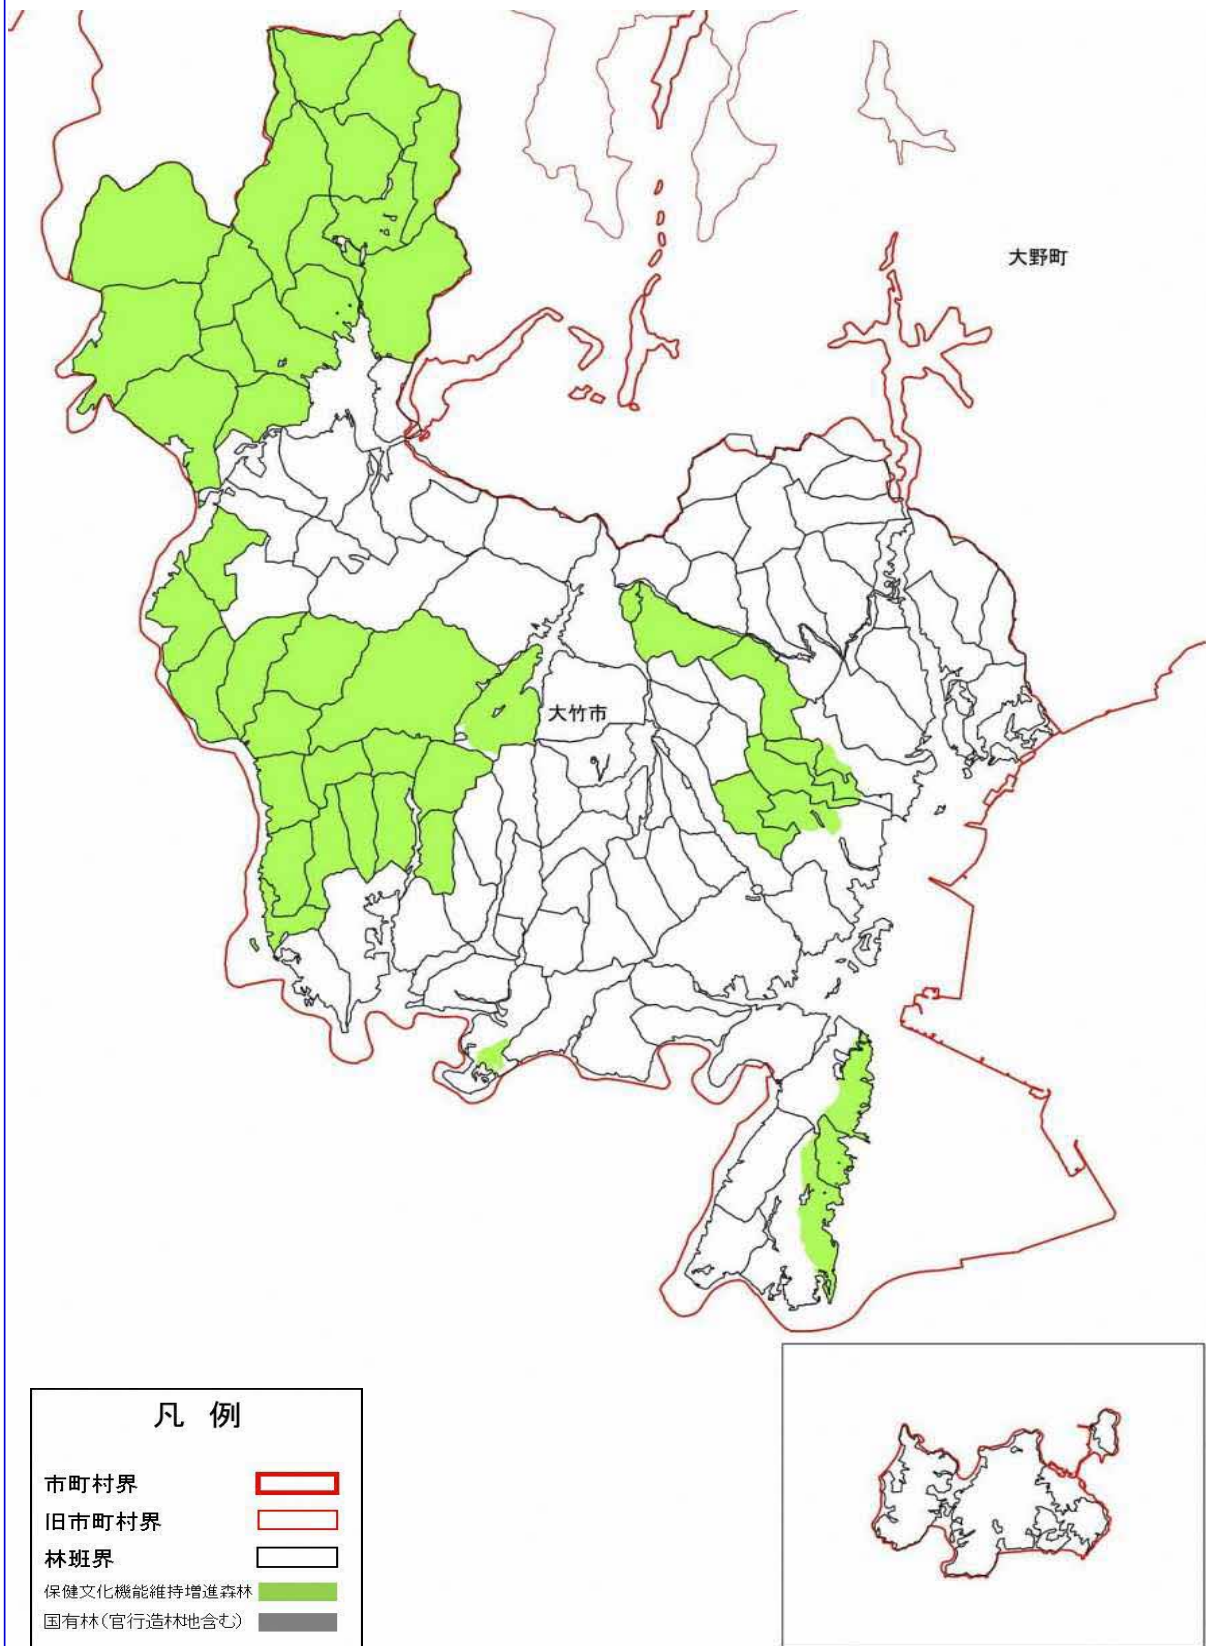 大野町
大竹市
凡 例
市町村界
旧市町村界
林班界
保健文化機能維持増進森林
国有林(官行造林地含む)